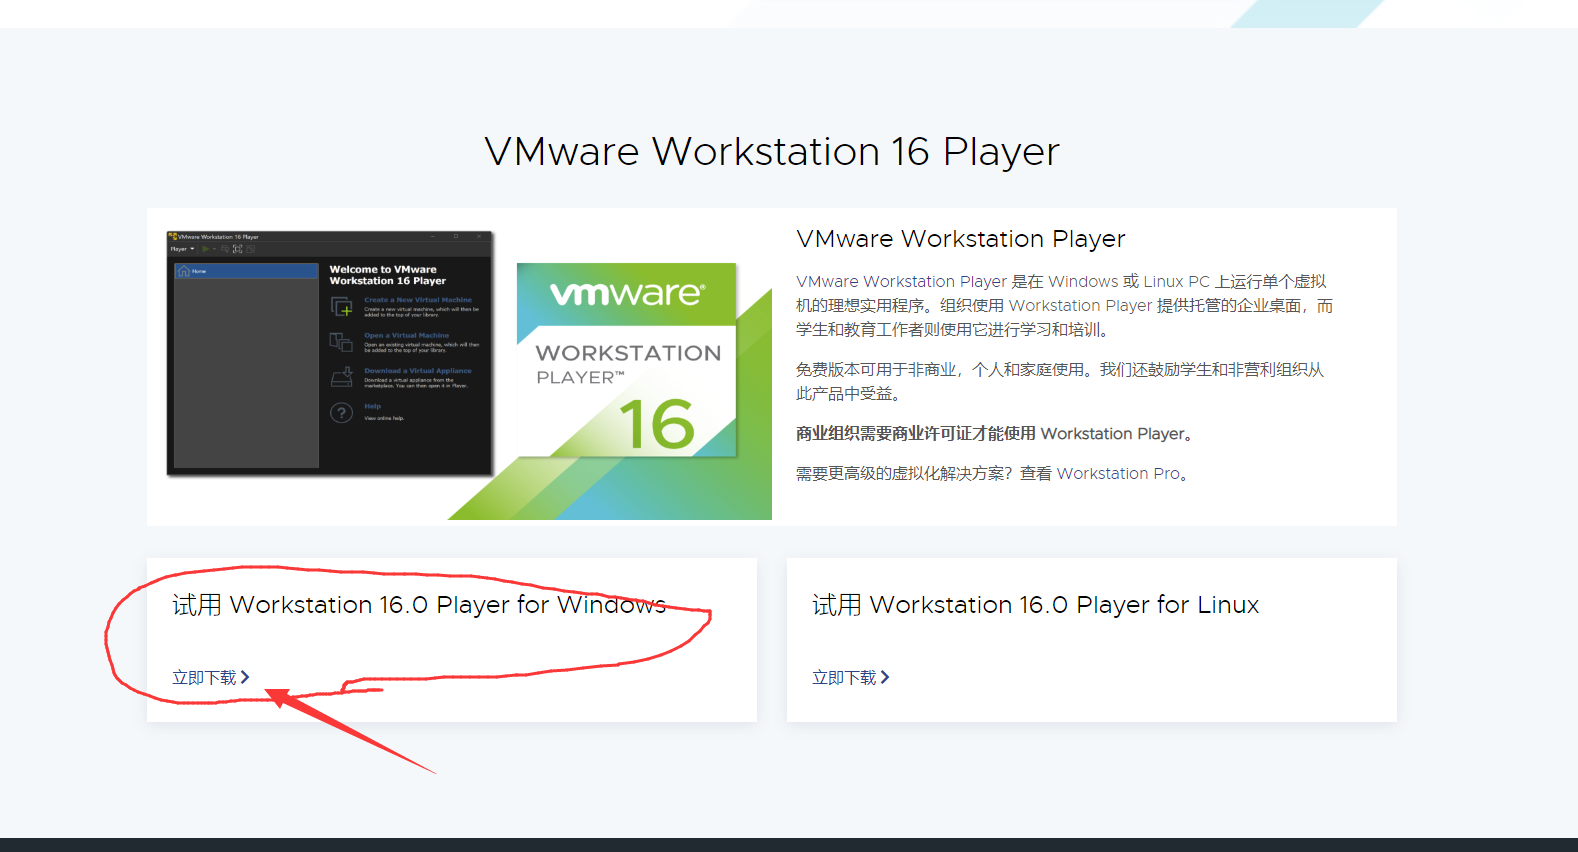 VMware Workstation 16 Player
VMware Workstation 16 Player
Player
Home
Welcome to VMware
Workstation 16 Player
Create a New Virtual Machine
Create a new virtual machine, which will then be
added to the top of your library.
Open a Virtual Machine
Open an existing virtual machine, which will then
be added to the top of your library.
Download a Virtual Appliance
Download a virtual appliance from the
marketplace. You can then open it in Player.
Help
View online help.
vmware®
WORKSTATION
PLAYER™
16
VMware Workstation Player
VMware Workstation Player 是在 Windows 或 Linux PC 上运行单个虚拟
机的理想实用程序。组织使用 Workstation Player 提供托管的企业桌面，而
学生和教育工作者则使用它进行学习和培训。
免费版本可用于非商业，个人和家庭使用。我们还鼓励学生和非营利组织从
此产品中受益。
商业组织需要商业许可证才能使用 Workstation Player。
需要更高级的虚拟化解决方案？查看 Workstation Pro。
试用 Workstation 16.0 Player for Windows
立即下载
试用 Workstation 16.0 Player for Linux
立即下载